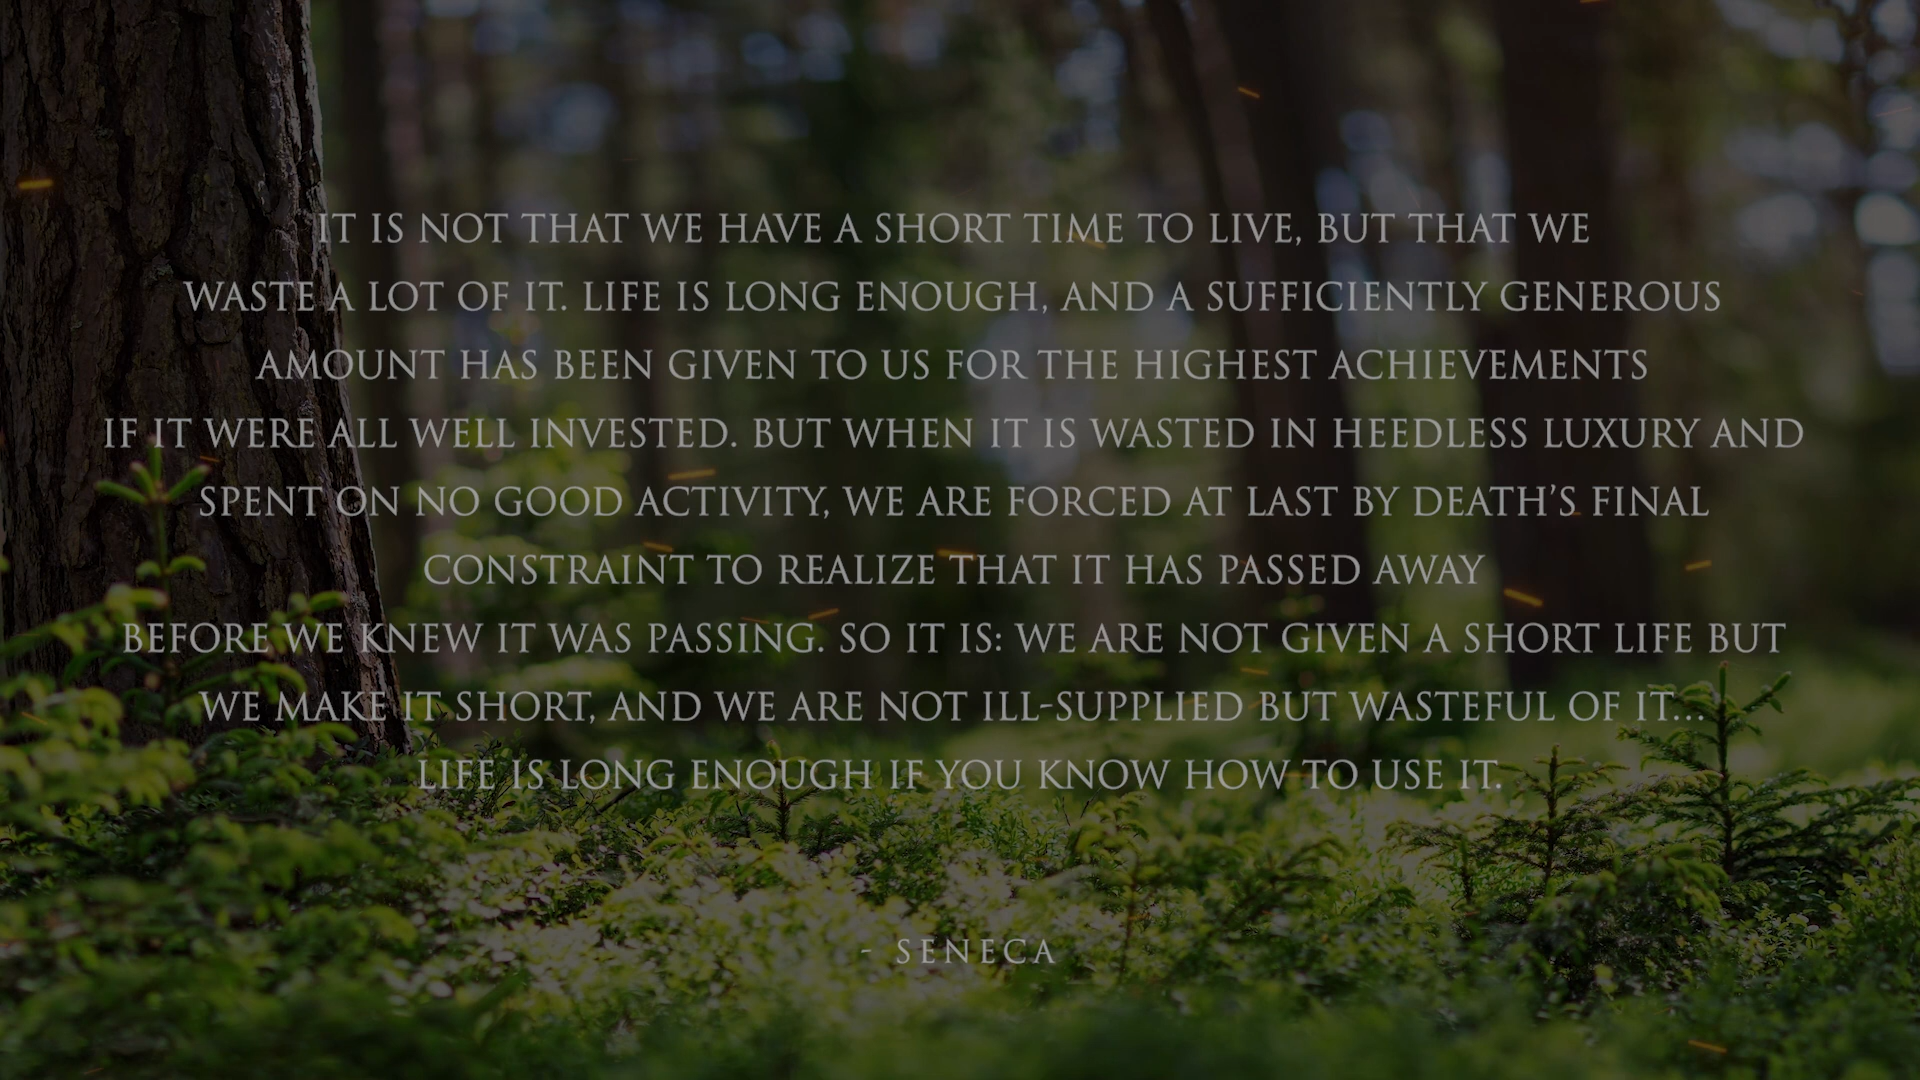 IT IS NOT THAT WE HAVE A SHORT TIME TO LIVE, BUT THAT WE
WASTE A LOT OF IT. LIFE IS LONG ENOUGH, AND A SUFFICIENTLY GENEROUS
AMOUNT HAS BEEN GIVEN TO US FOR THE HIGHEST ACHIEVEMENTS
IF IT WERE ALL WELL INVESTED. BUT WHEN IT IS WASTED IN HEEDLESS LUXURY AND
SPENT ON NO GOOD ACTIVITY, WE ARE FORCED AT LAST BY DEATH’S FINAL
CONSTRAINT TO REALIZE THAT IT HAS PASSED AWAY
BEFORE WE KNEW IT WAS PASSING. SO IT IS: WE ARE NOT GIVEN A SHORT LIFE BUT
WE MAKE IT SHORT, AND WE ARE NOT ILL-SUPPLIED BUT WASTEFUL OF IT...
LIFE IS LONG ENOUGH IF YOU KNOW HOW TO USE IT.
- SENECA